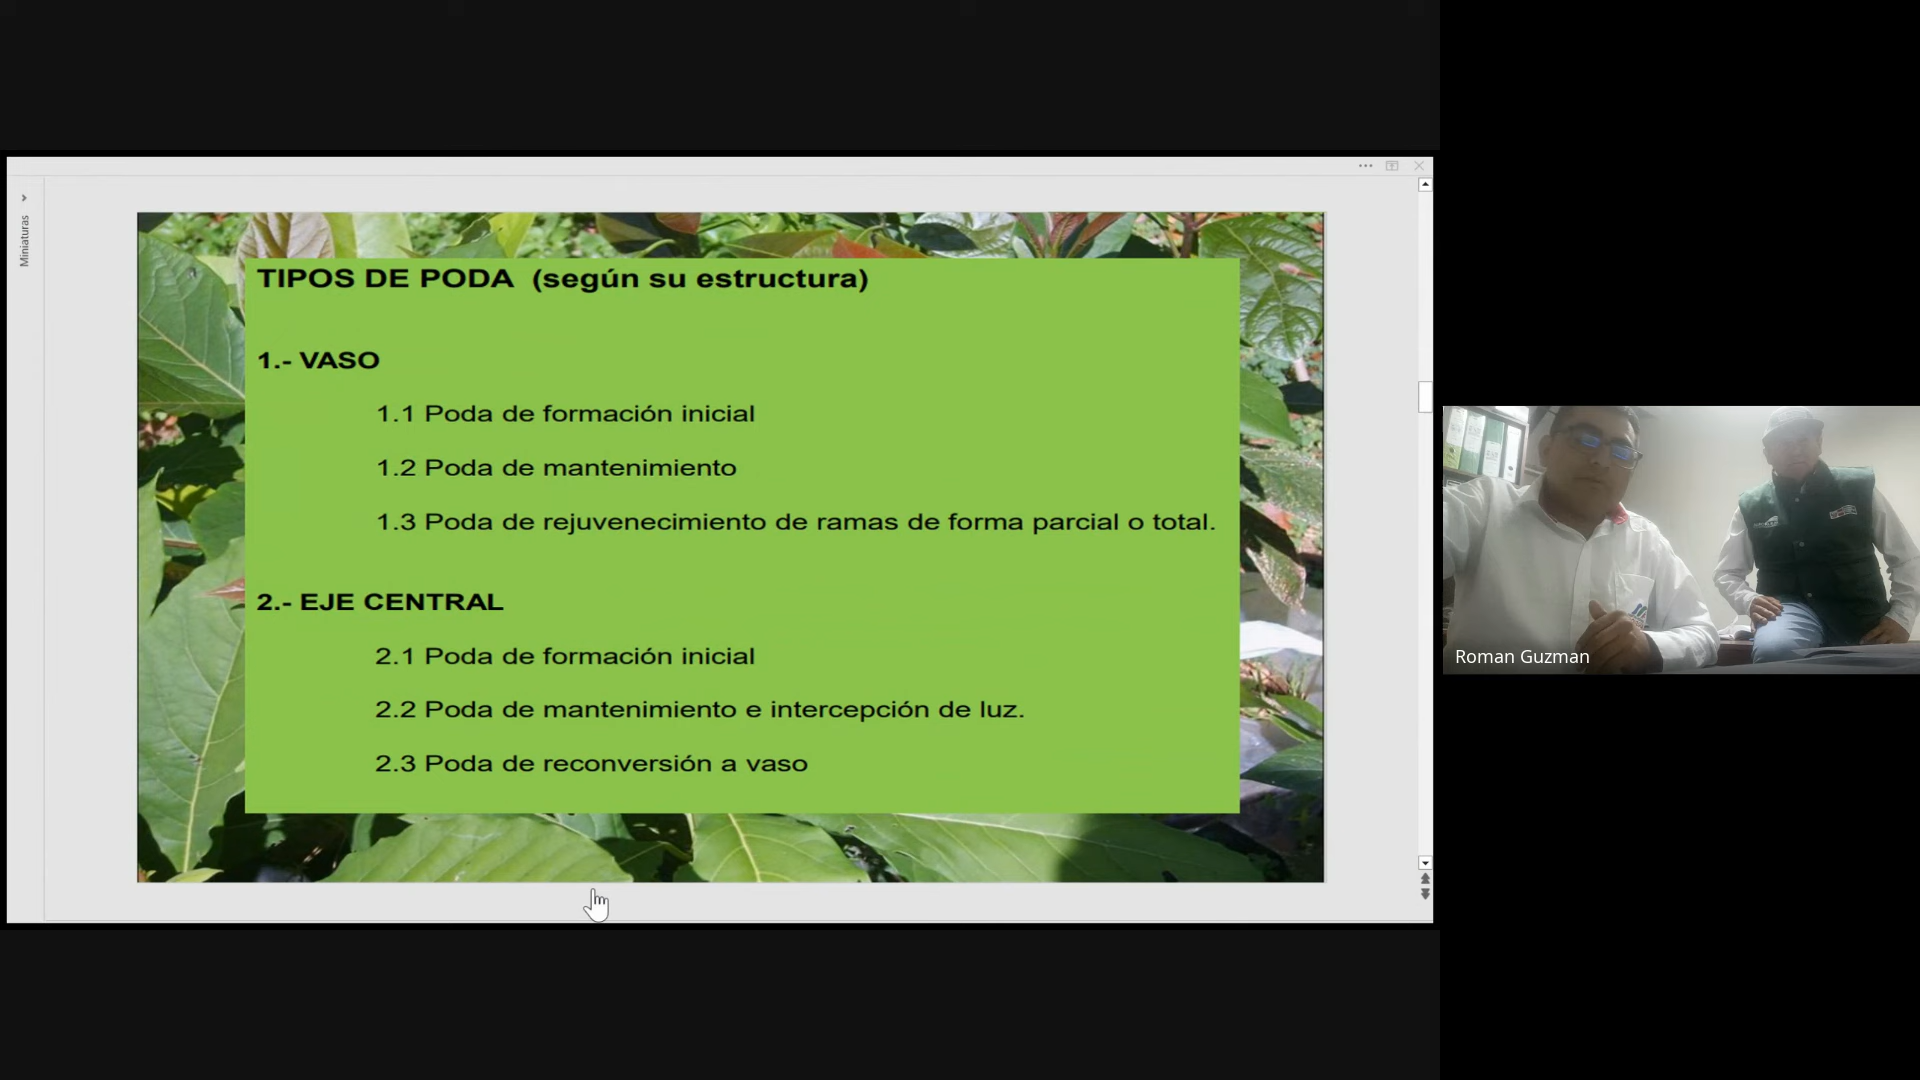 Miniaturas
TIPOS DE PODA (según su estructura)
1.- VASO
1.1 Poda de formación inicial
1.2 Poda de mantenimiento
1.3 Poda de rejuvenecimiento de ramas de forma parcial o total.
2.- EJE CENTRAL
2.1 Poda de formación inicial
2.2 Poda de mantenimiento e intercepción de luz.
2.3 Poda de reconversión a vaso
Roman Guzman